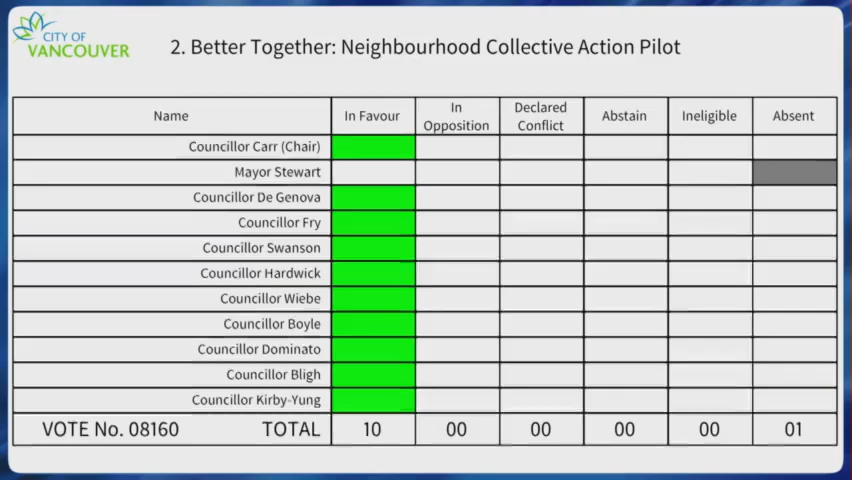 CITY OF
VANCOUVER
2. Better Together: Neighbourhood Collective Action Pilot
Name In Favour In Opposition Declared Conflict Abstain Ineligible Absent
Councillor Carr (Chair)
Mayor Stewart
Councillor De Genova
Councillor Fry
Councillor Swanson
Councillor Hardwick
Councillor Wiebe
Councillor Boyle
Councillor Dominato
Councillor Bligh
Councillor Kirby-Yung
VOTE No. 08160 TOTAL 10 00 00 00 00 01